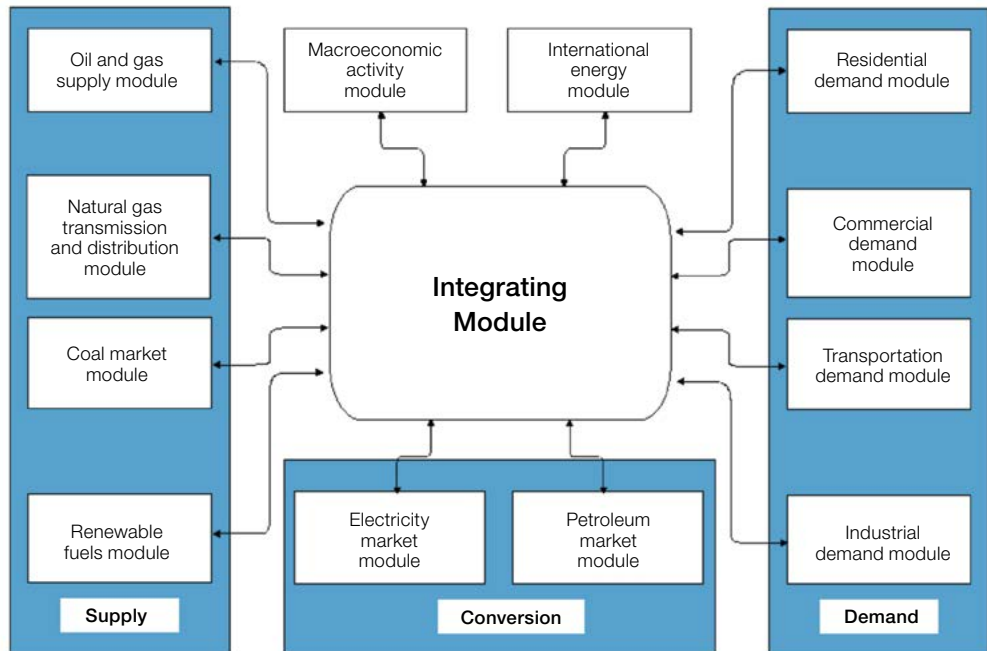 Oil and gas
supply module
Natural gas
transmission
and distribution
module
Coal market
module
Renewable
fuels module
Supply
Macroeconomic
activity
module
International
energy
module
Integrating
Module
Electricity
market
module
Petroleum
market
module
Conversion
Residential
demand module
Commercial
demand
module
Transportation
demand module
Industrial
demand module
Demand